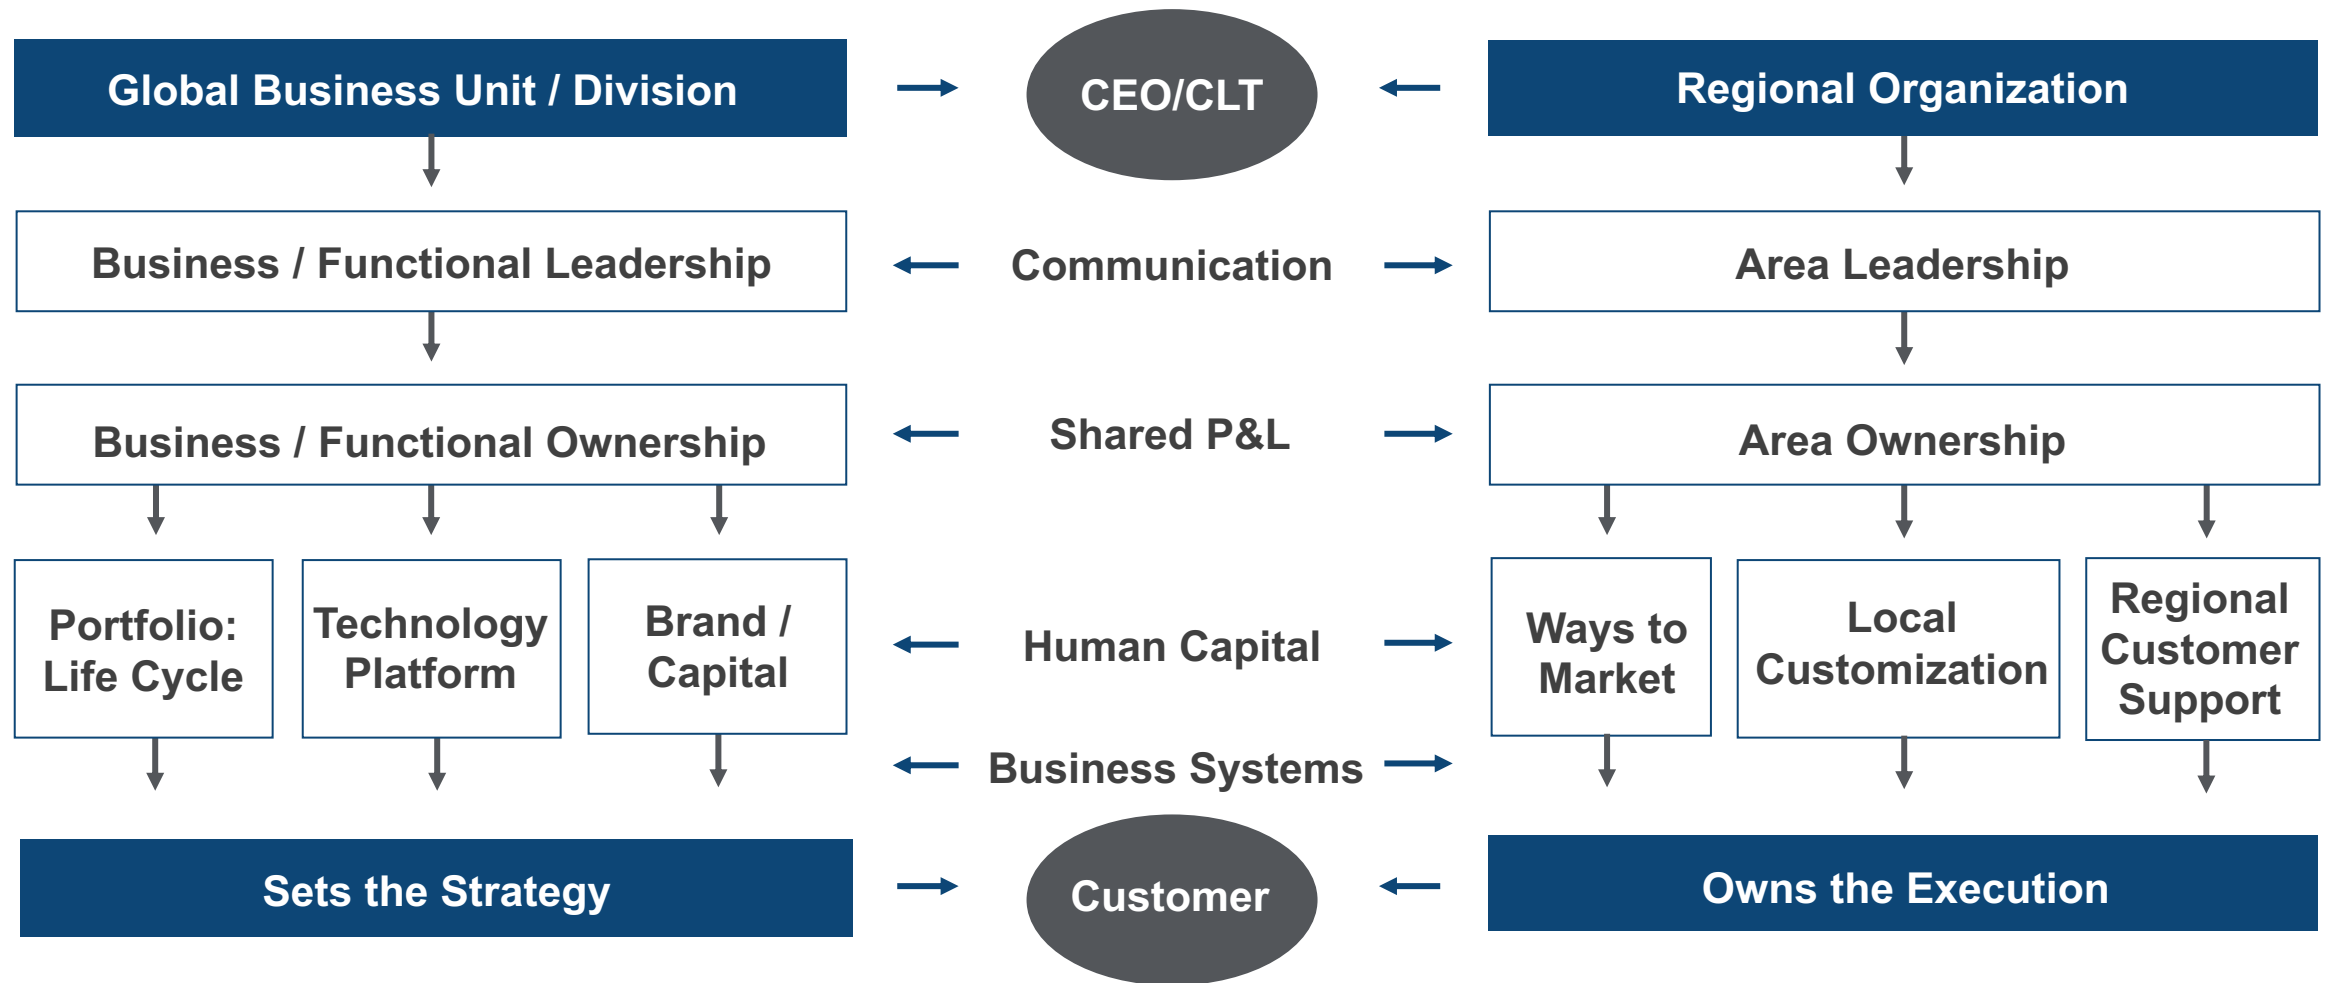 Global Business Unit / Division
CEO/CLT
Regional Organization
Business / Functional Leadership
Communication
Area Leadership
Business / Functional Ownership
Shared P&L
Area Ownership
Portfolio:
Life Cycle
Technology
Platform
Brand /
Capital
Human Capital
Ways to
Market
Local
Customization
Regional
Customer
Support
Business Systems
Sets the Strategy
Customer
Owns the Execution